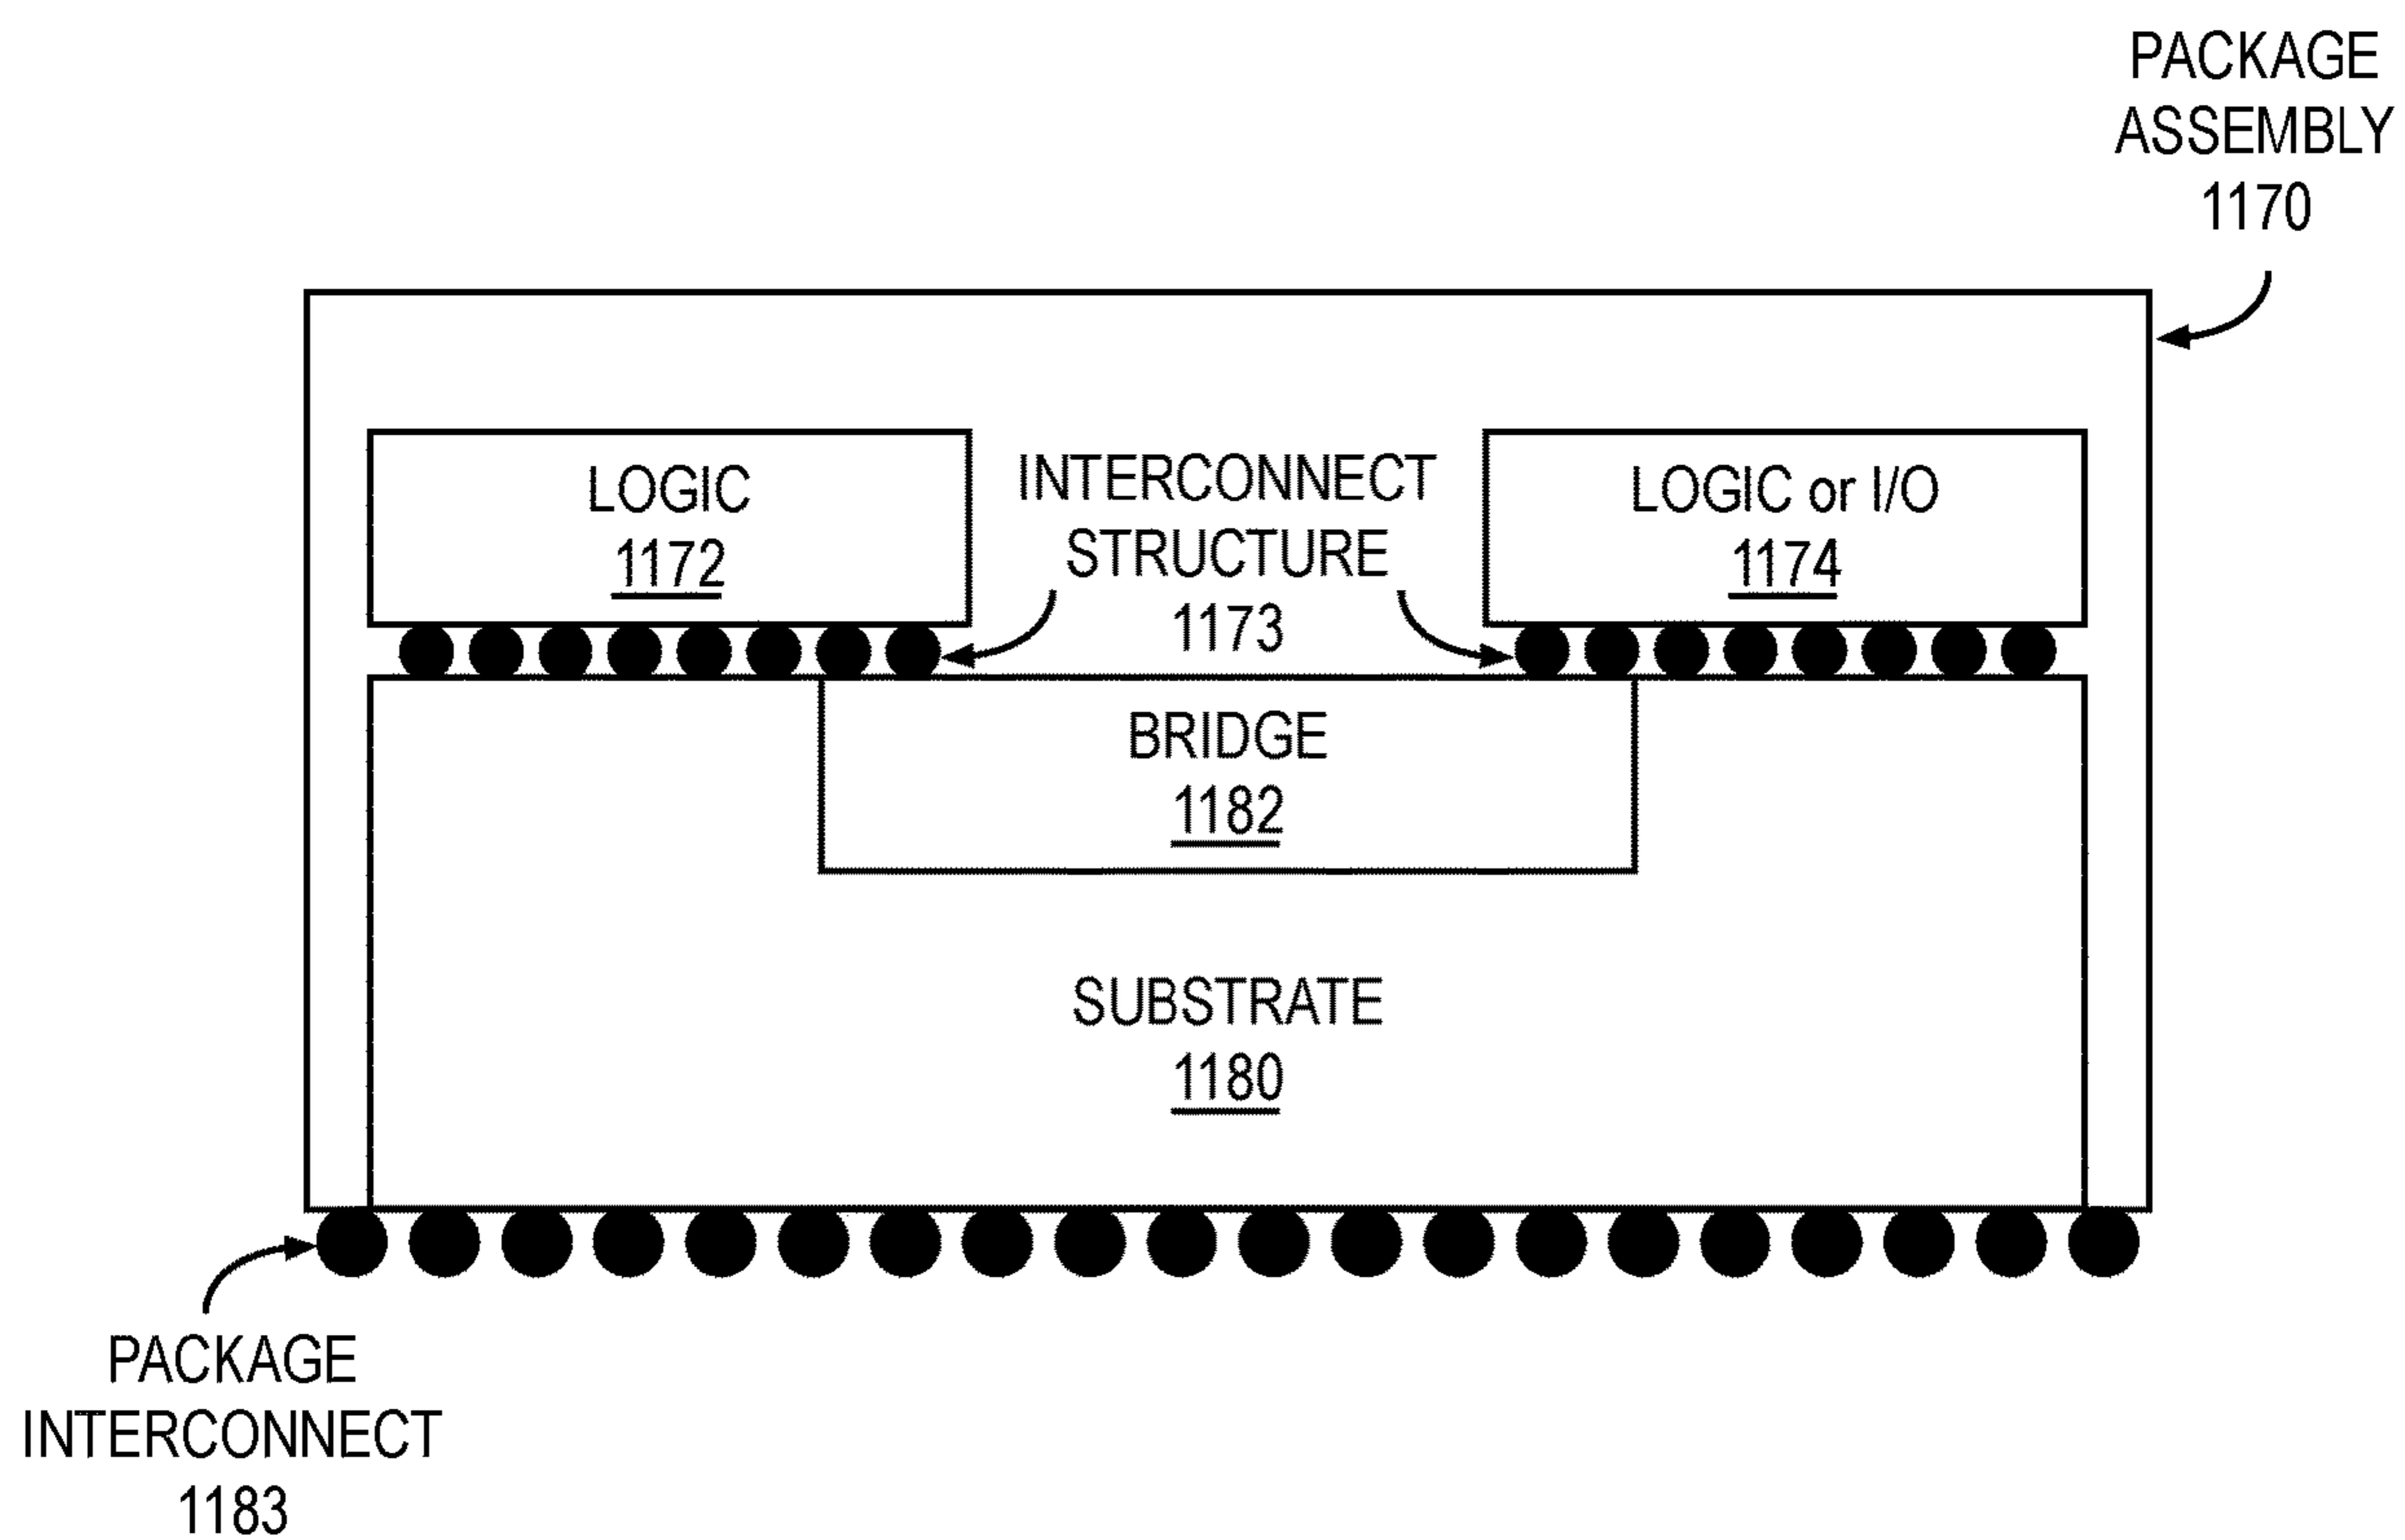 PACKAGE
ASSEMBLY
1170
LOGIC
1172
INTERCONNECT
STRUCTURE
1173
LOGIC or I/O
1174
BRIDGE
1182
SUBSTRATE
1180
PACKAGE
INTERCONNECT
1183